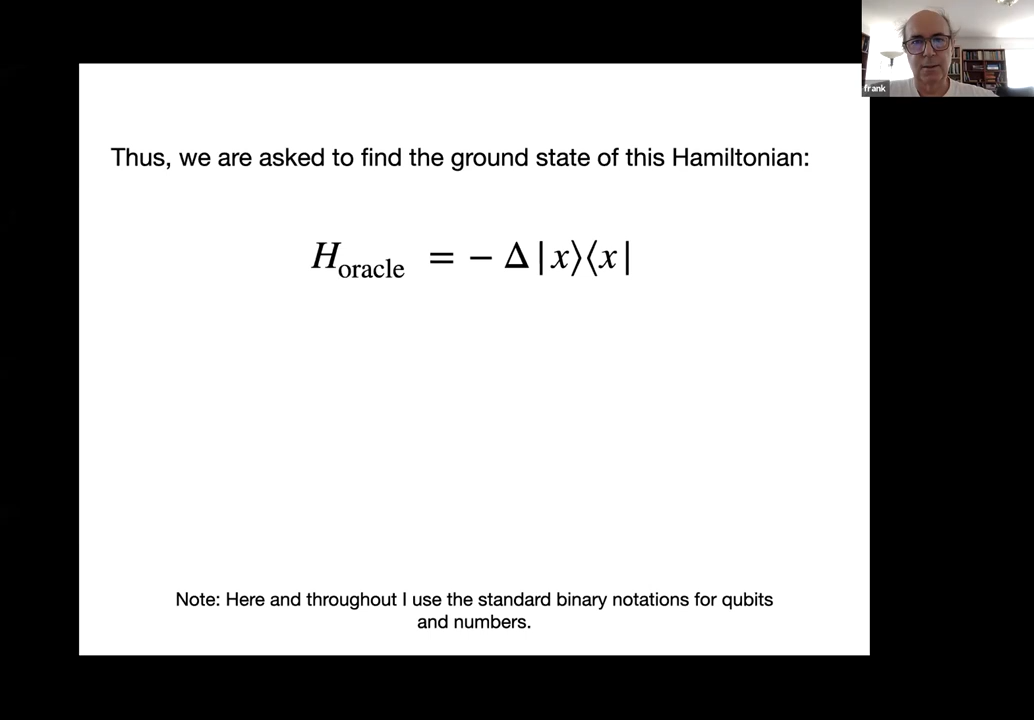 frank
Thus, we are asked to find the ground state of this Hamiltonian:
H_oracle = − Δ|x⟩⟨x|
Note: Here and throughout I use the standard binary notations for qubits
and numbers.